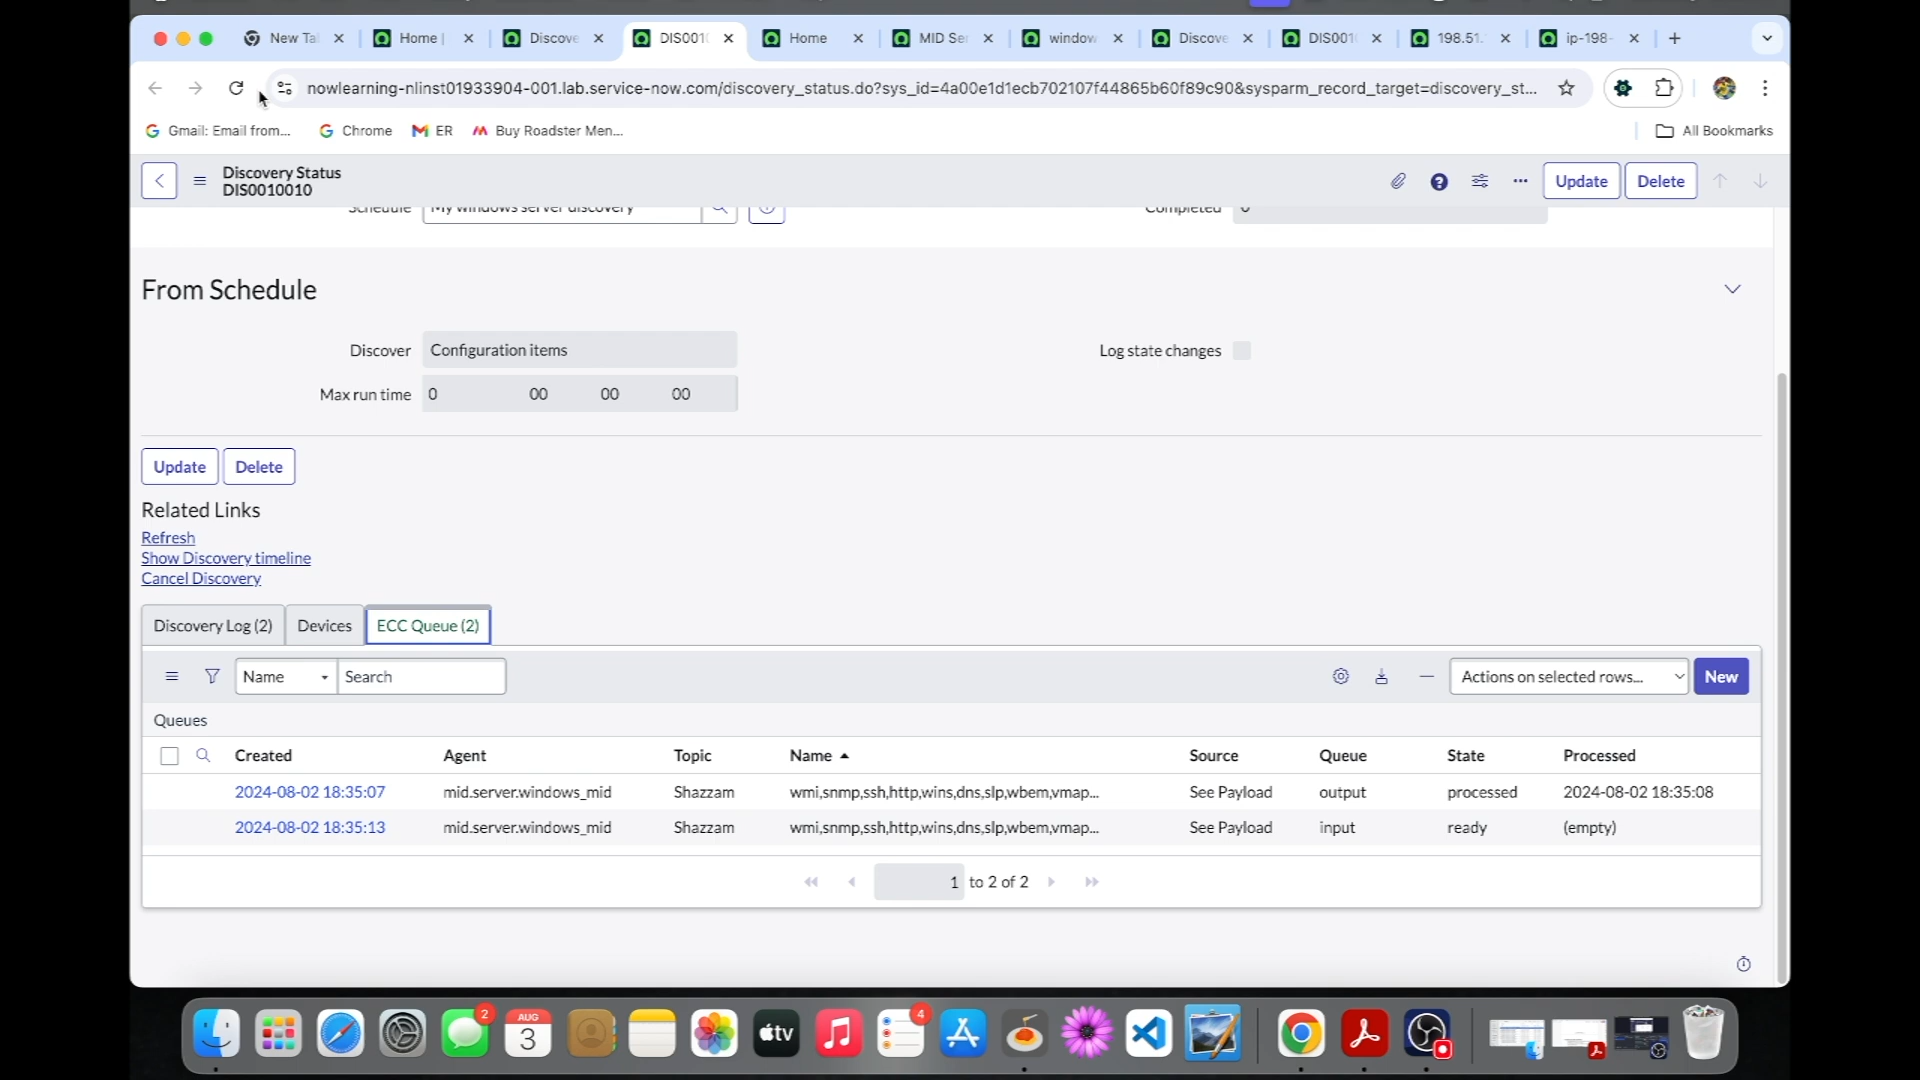 New Ta
Home |
Discove
DIS001
Home
MID Ser
window
Discove
DIS001
198.51.
ip-198-
nowlearning-nlinst01933904-001.lab.service-now.com/discovery_status.do?sys_id=4a00e1d1ecb702107f44865b60f89c90&sysparm_record_target=discovery_st...
Gmail: Email from...
Chrome
ER
Buy Roadster Men...
All Bookmarks
Discovery Status
DIS0010010
Update
Delete
Schedule
My windows server discovery
Completed
0
From Schedule
Discover
Configuration items
Log state changes
Max run time
0 00 00 00
Update
Delete
Related Links
Refresh
Show Discovery timeline
Cancel Discovery
Discovery Log (2)
Devices
ECC Queue (2)
Name
Search
Actions on selected rows...
New
Queues
Created Agent Topic Name Source Queue State Processed
2024-08-02 18:35:07 mid.server.windows_mid Shazzam wmi,snmp,ssh,http,wins,dns,slp,wbem,vmap... See Payload output processed 2024-08-02 18:35:08
2024-08-02 18:35:13 mid.server.windows_mid Shazzam wmi,snmp,ssh,http,wins,dns,slp,wbem,vmap... See Payload input ready (empty)
1 to 2 of 2
2
AUG
3
tv
4